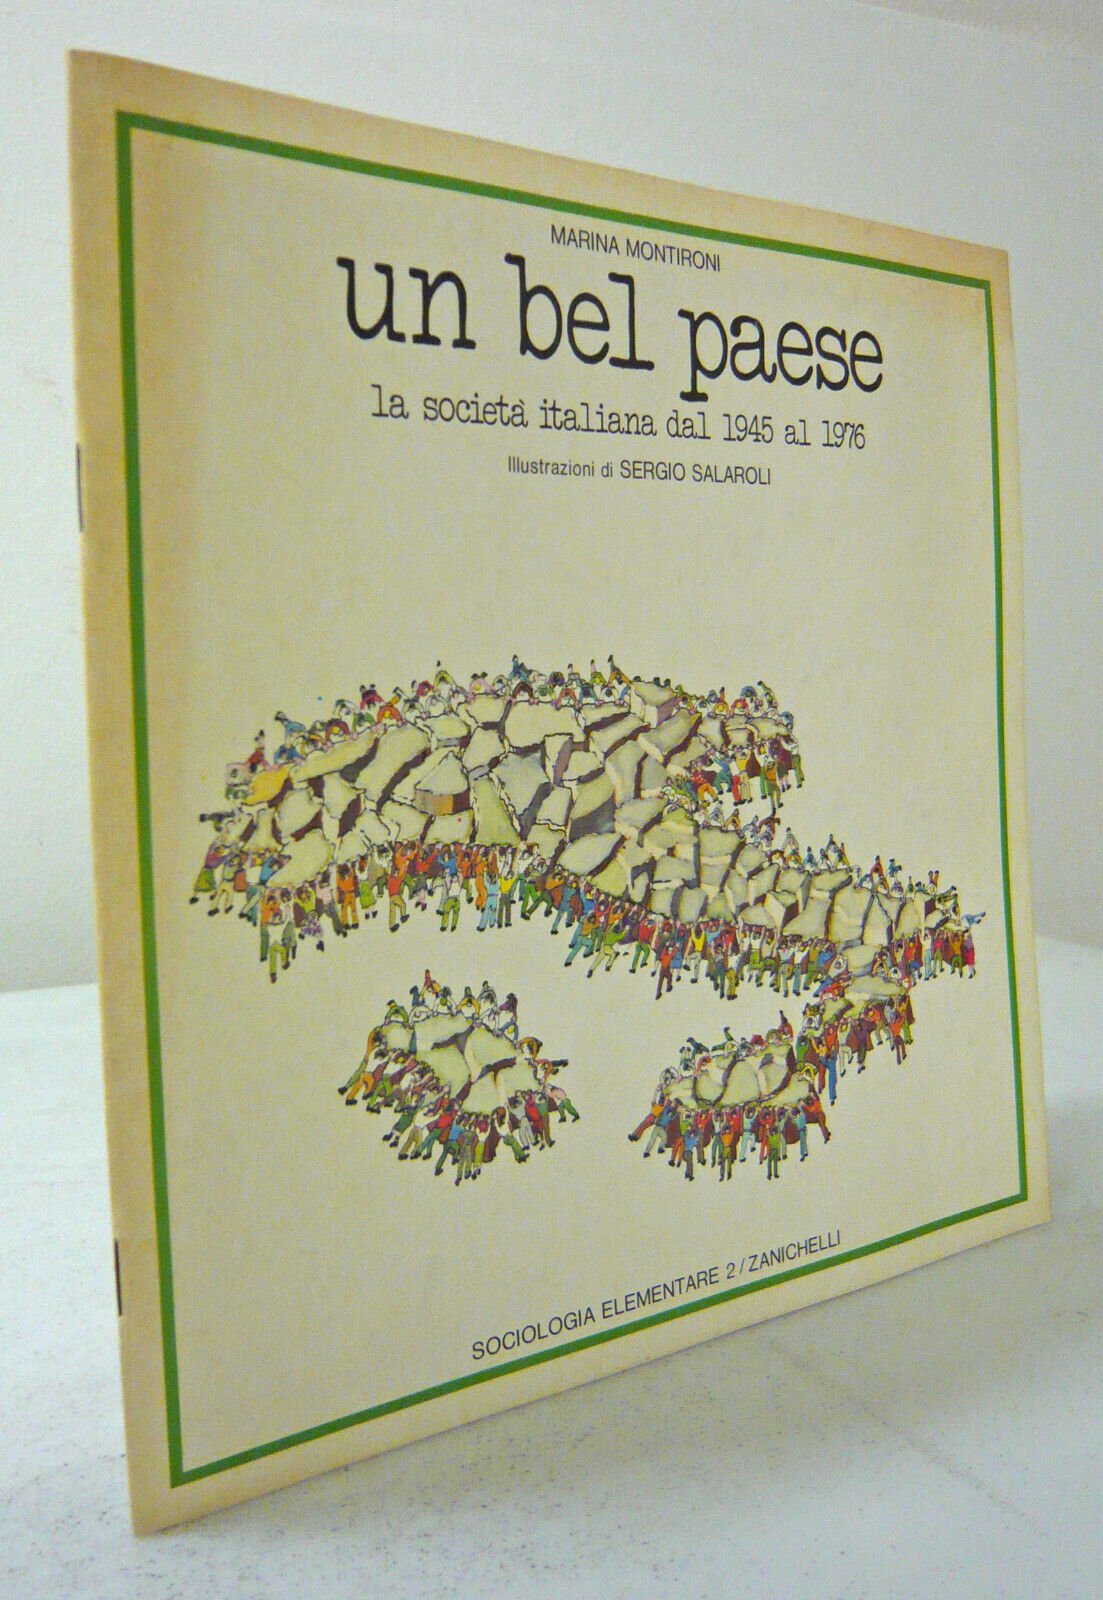 MARINA MONTIRONI
un bel paese
la società italiana dal 1945 al 1976
Illustrazioni di SERGIO SALAROLI
SOCIOLOGIA ELEMENTARE 2/ZANICHELLI